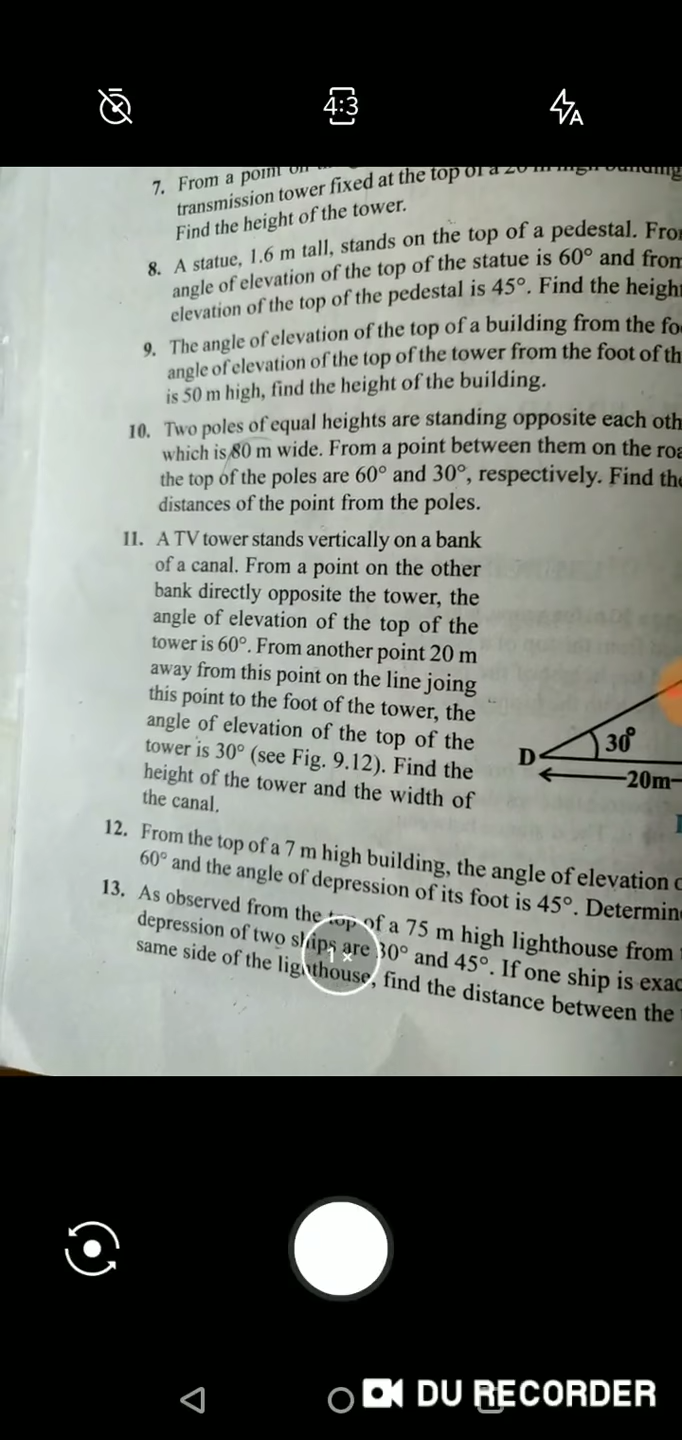 4:3
A
7. From a point on
transmission tower fixed at the top of a 20 m high building
Find the height of the tower.
8. A statue, 1.6 m tall, stands on the top of a pedestal. From
angle of elevation of the top of the statue is 60° and from
elevation of the top of the pedestal is 45°. Find the height
9. The angle of elevation of the top of a building from the fo
angle of elevation of the top of the tower from the foot of th
is 50 m high, find the height of the building.
10. Two poles of equal heights are standing opposite each oth
which is 80 m wide. From a point between them on the roa
the top of the poles are 60° and 30°, respectively. Find the
distances of the point from the poles.
11. A TV tower stands vertically on a bank
of a canal. From a point on the other
bank directly opposite the tower, the
angle of elevation of the top of the
tower is 60°. From another point 20 m
away from this point on the line joing
this point to the foot of the tower, the
angle of elevation of the top of the
tower is 30° (see Fig. 9.12). Find the
height of the tower and the width of
the canal.
D 30°
20m
12. From the top of a 7 m high building, the angle of elevation o
60° and the angle of depression of its foot is 45°. Determine
13. As observed from the top of a 75 m high lighthouse from
depression of two ships are 30° and 45°. If one ship is exac
same side of the lighthouse, find the distance between the
1 ×
DU RECORDER